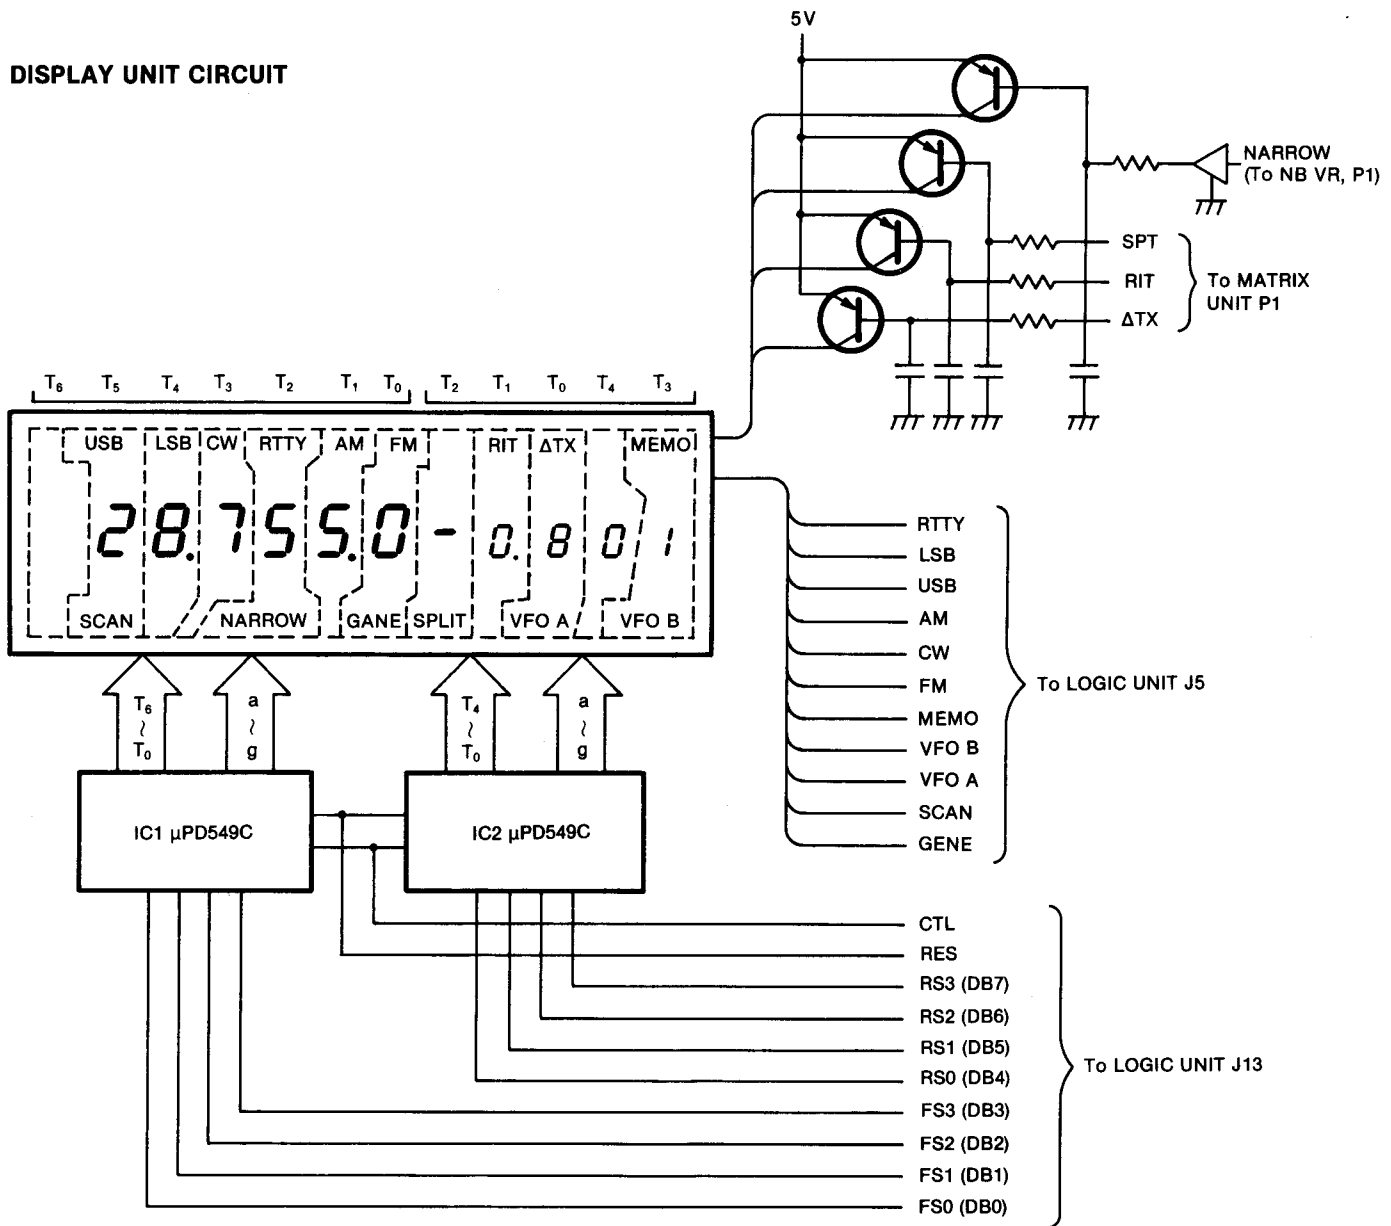 5V
DISPLAY UNIT CIRCUIT
NARROW
(To NB VR, P1)
SPT
RIT
ΔTX
To MATRIX
UNIT P1
T6 T5 T4 T3 T2 T1 T0 T2 T1 T0 T4 T3
USB LSB CW RTTY AM FM RIT ΔTX MEMO
28.755.0- 0.80 1
SCAN NARROW GANE SPLIT VFO A VFO B
T6 ~ T0
a ~ g
T4 ~ T0
a ~ g
IC1 µPD549C
IC2 µPD549C
RTTY
LSB
USB
AM
CW
FM
MEMO
VFO B
VFO A
SCAN
GENE
To LOGIC UNIT J5
CTL
RES
RS3 (DB7)
RS2 (DB6)
RS1 (DB5)
RS0 (DB4)
FS3 (DB3)
FS2 (DB2)
FS1 (DB1)
FS0 (DB0)
To LOGIC UNIT J13